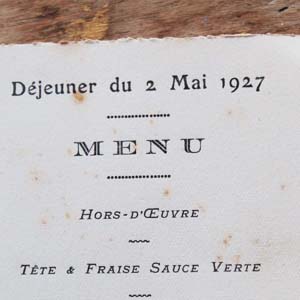 Déjeuner du 2 Mai 1927
MENU
Hors-d'Œuvre
Tête & Fraise Sauce Verte